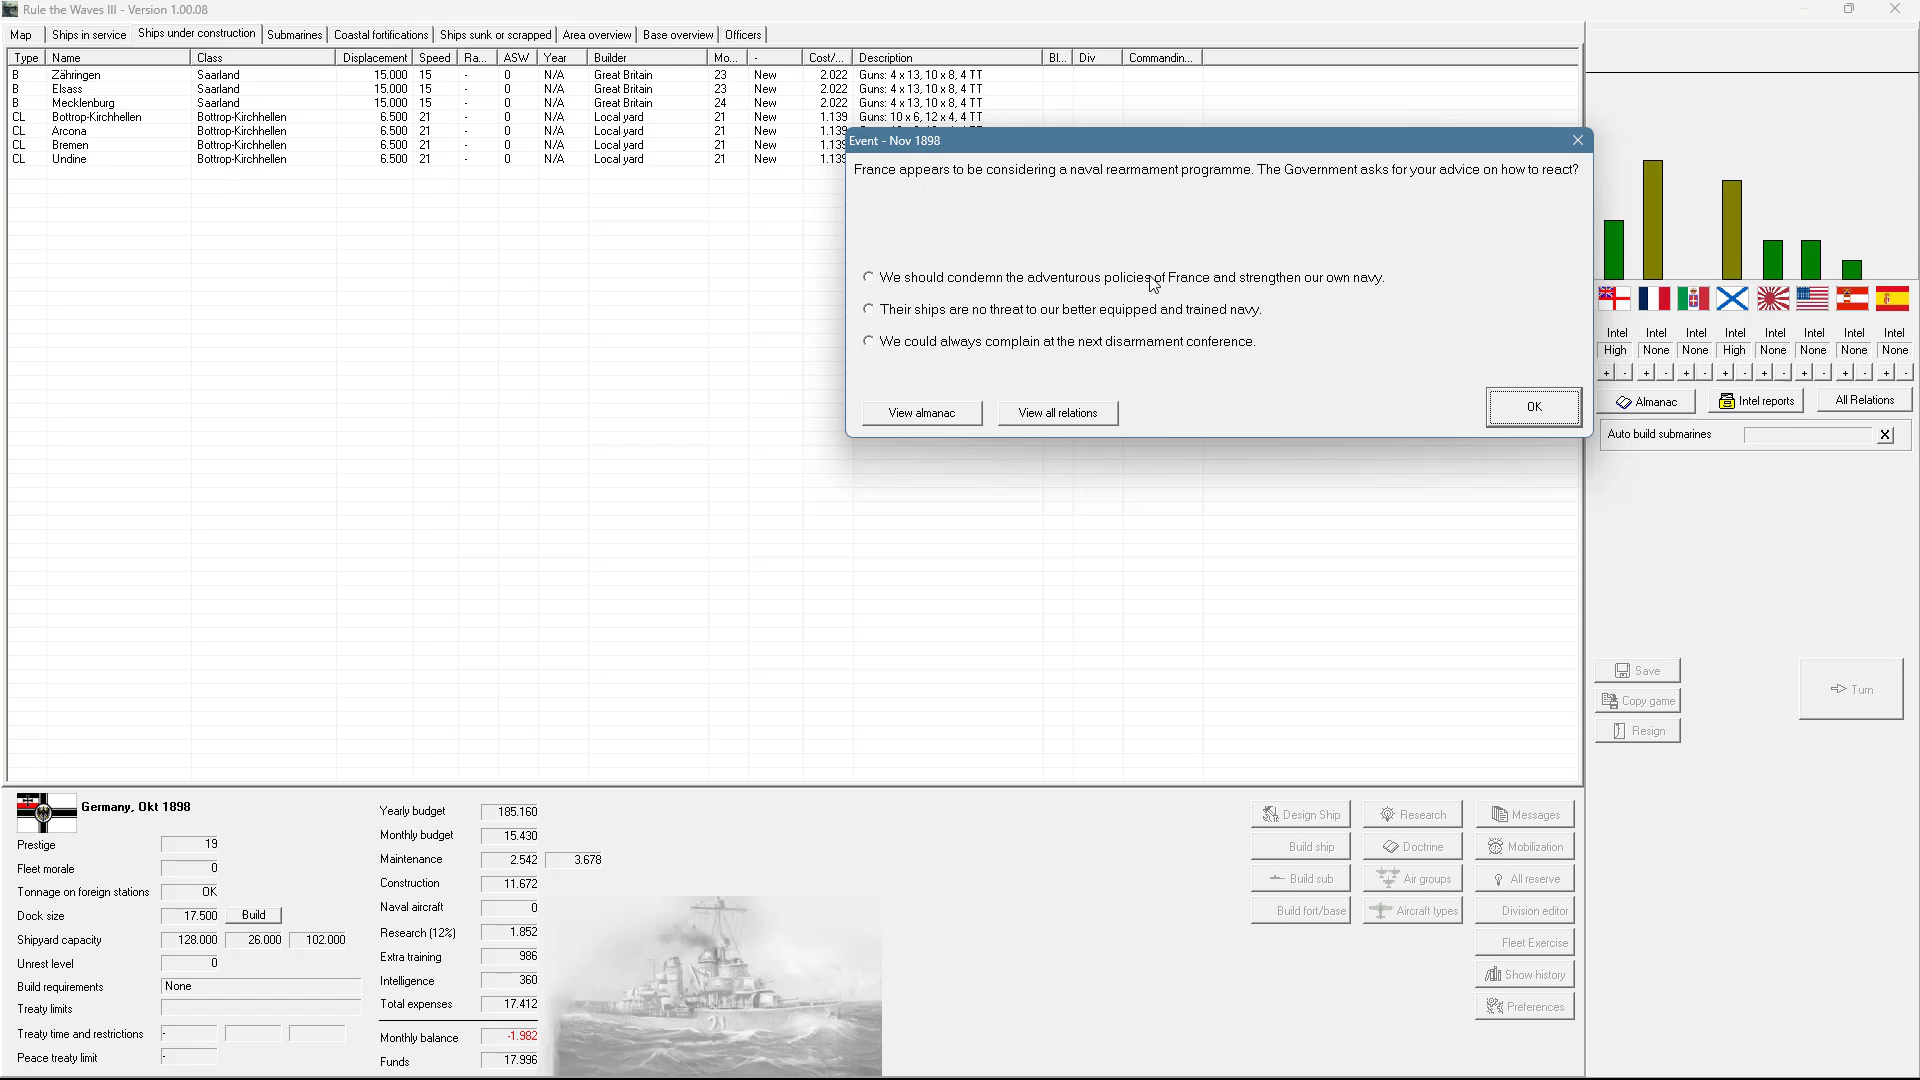 Rule the Waves III - Version 1.00.08
Map Ships in service Ships under construction Submarines Coastal fortifications Ships sunk or scrapped Area overview Base overview Officers
Type Name Class Displacement Speed Ra... ASW Year Builder Mo... - Cost/... Description Bl... Div Commandin...
B Zähringen Saarland 15.000 15 - 0 N/A Great Britain 23 New 2.022 Guns: 4 x 13, 10 x 8, 4 TT
B Elsass Saarland 15.000 15 - 0 N/A Great Britain 23 New 2.022 Guns: 4 x 13, 10 x 8, 4 TT
B Mecklenburg Saarland 15.000 15 - 0 N/A Great Britain 24 New 2.022 Guns: 4 x 13, 10 x 8, 4 TT
CL Bottrop-Kirchhellen Bottrop-Kirchhellen 6.500 21 - 0 N/A Local yard 21 New 1.139 Guns: 10 x 6, 12 x 4, 4 TT
CL Arcona Bottrop-Kirchhellen 6.500 21 - 0 N/A Local yard 21 New
CL Bremen Bottrop-Kirchhellen 6.500 21 - 0 N/A Local yard 21 New
CL Undine Bottrop-Kirchhellen 6.500 21 - 0 N/A Local yard 21 New
Event - Nov 1898
France appears to be considering a naval rearmament programme. The Government asks for your advice on how to react?
We should condemn the adventurous policies of France and strengthen our own navy.
Their ships are no threat to our better equipped and trained navy.
We could always complain at the next disarmament conference.
View almanac View all relations OK
Intel Intel Intel Intel Intel Intel Intel Intel
High None None High None None None None
+ - + - + - + - + - + - + - + -
Almanac Intel reports All Relations
Auto build submarines X
Save
Copy game
Resign
Turn
Germany, Okt 1898
Prestige 19
Fleet morale 0
Tonnage on foreign stations OK
Dock size 17.500 Build
Shipyard capacity 128.000 26.000 102.000
Unrest level 0
Build requirements None
Treaty limits
Treaty time and restrictions -
Peace treaty limit -
Yearly budget 185.160
Monthly budget 15.430
Maintenance 2.542 3.678
Construction 11.672
Naval aircraft 0
Research (12%) 1.852
Extra training 986
Intelligence 360
Total expenses 17.412
Monthly balance -1.982
Funds 17.996
Design Ship Research Messages
Build ship Doctrine Mobilization
Build sub Air groups All reserve
Build fort/base Aircraft types Division editor
Fleet Exercise
Show history
Preferences